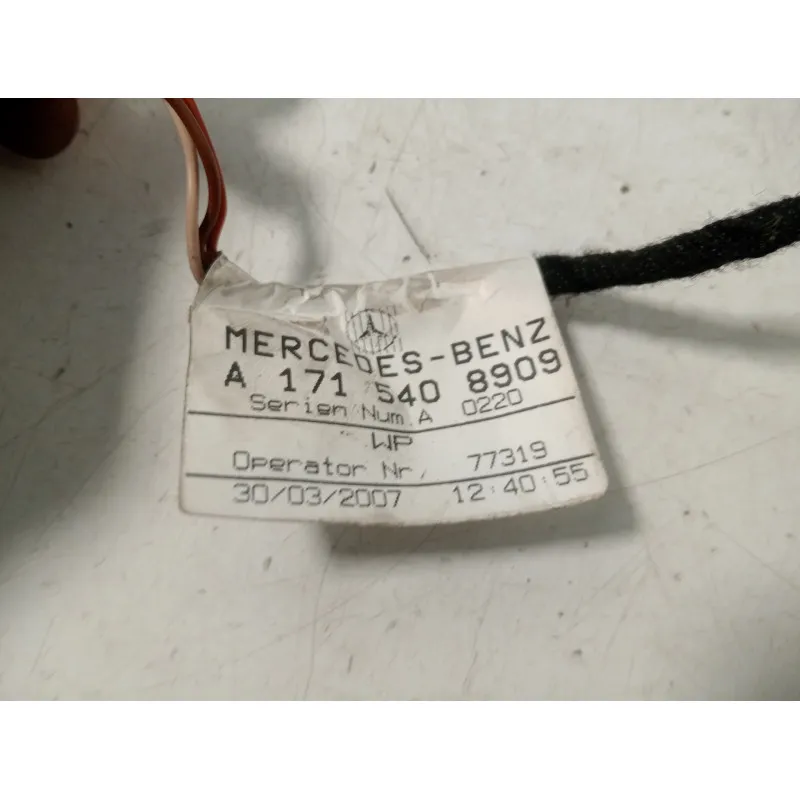 MERCEDES-BENZ
A 171 540 8909
Serien Num.A 0220
WP
Operator Nr. 77319
30/03/2007 12:40:55